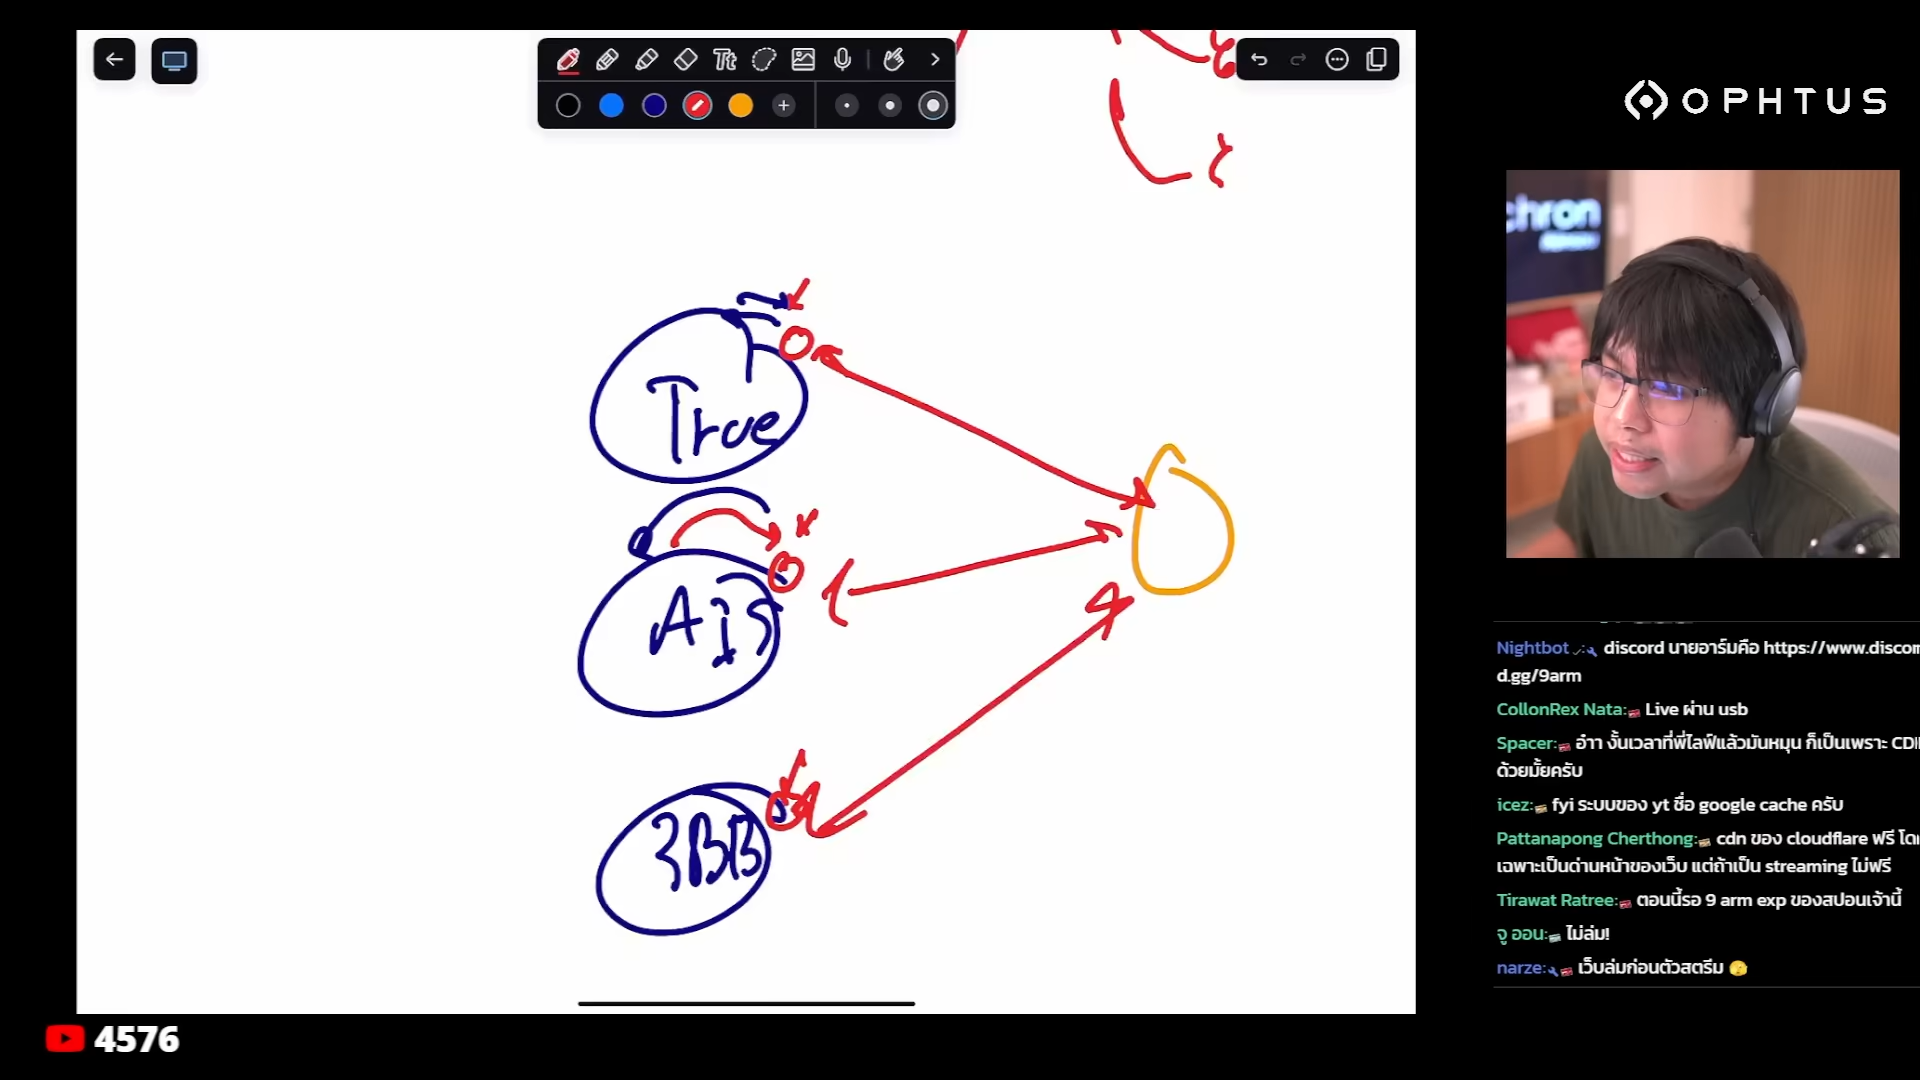 Tt
OPHTUS
chron
True
AIS
3BB
Nightbot: discord นายอาร์มคือ https://www.discor
d.gg/9arm
CollonRex Nata: Live ผ่าน usb
Spacer: อ๋าา งั้นเวลาที่พี่ไลฟ์แล้วมันหมุน ก็เป็นเพราะ CD
ด้วยมั้ยครับ
icez: fyi ระบบของ yt ชื่อ google cache ครับ
Pattanapong Cherthong: cdn ของ cloudflare ฟรี
เฉพาะเป็นด่านหน้าของเว็บ แต่ถ้าเป็น streaming ไม่ฟรี
Tirawat Ratree: ตอนนี้รอ 9 arm exp ของสปอนเจ้านี้
จู ออน: ไม่ล่ม!
narze: เว็บล่มก่อนตัวสตรีม 🫣
4576